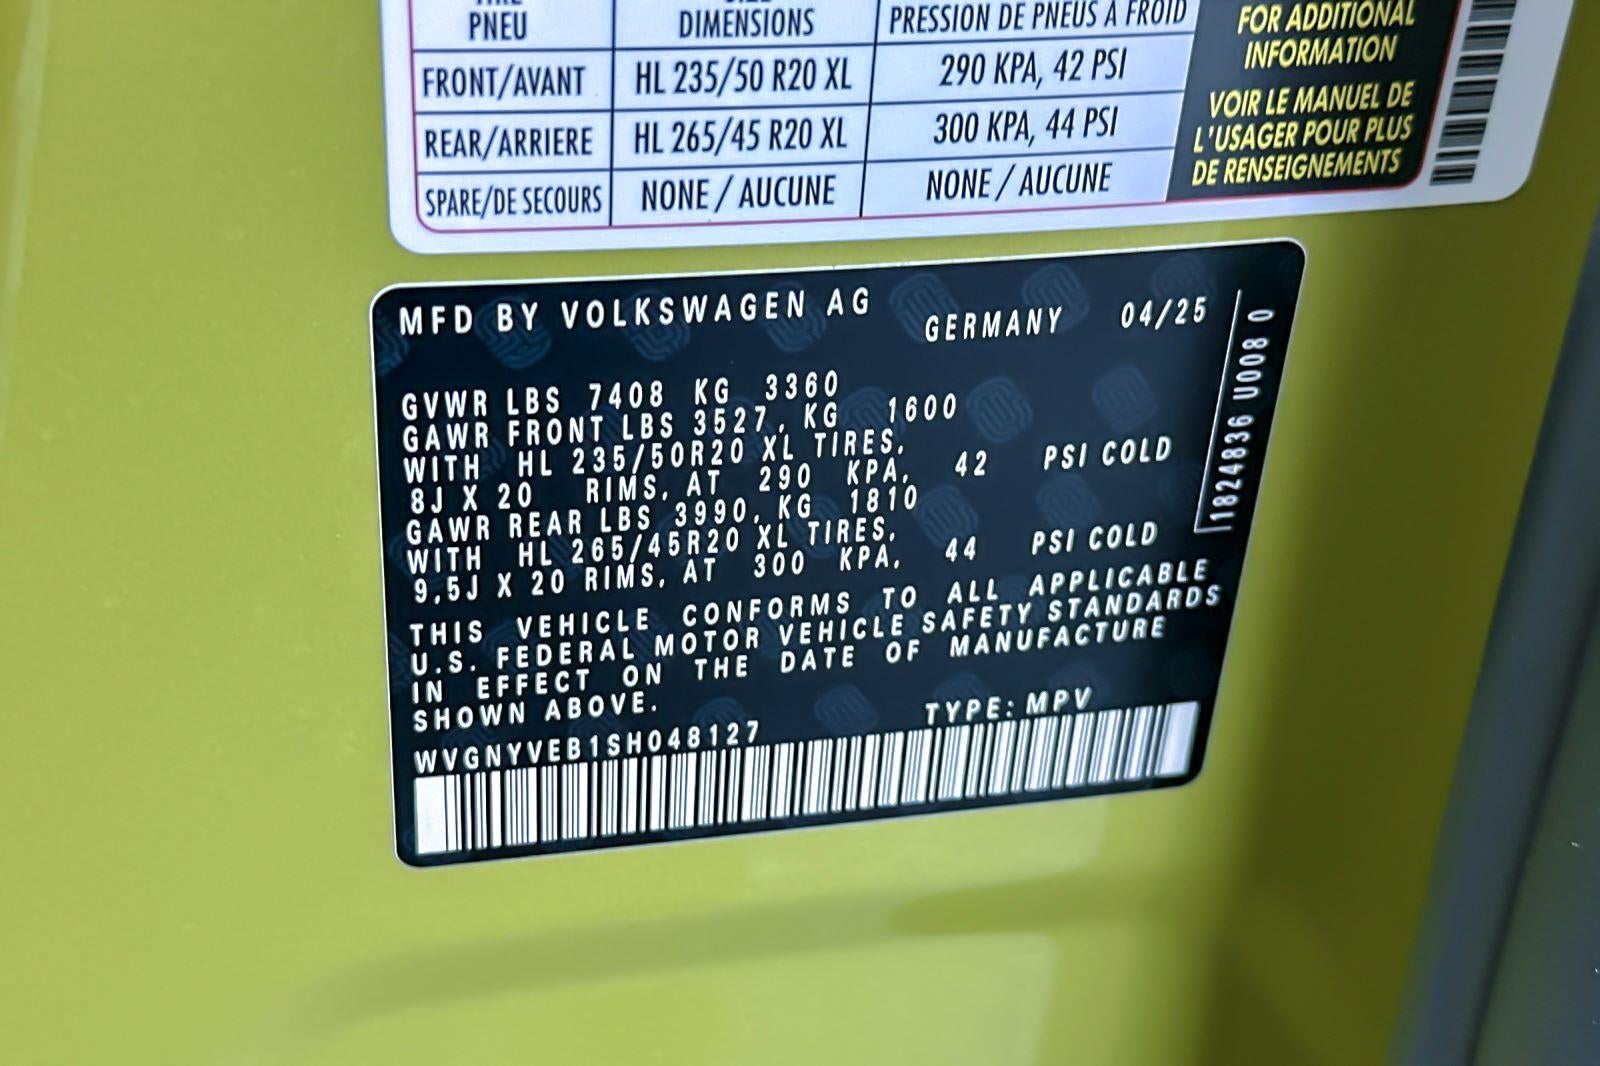 PNEU DIMENSIONS PRESSION DE PNEUS À FROID
FRONT/AVANT HL 235/50 R20 XL 290 KPA, 42 PSI
REAR/ARRIERE HL 265/45 R20 XL 300 KPA, 44 PSI
SPARE/DE SECOURS NONE / AUCUNE NONE / AUCUNE
FOR ADDITIONAL
INFORMATION
VOIR LE MANUEL DE
L'USAGER POUR PLUS
DE RENSEIGNEMENTS
MFD BY VOLKSWAGEN AG GERMANY 04/25
GVWR LBS 7408 KG 3360
GAWR FRONT LBS 3527, KG 1600
WITH HL 235/50R20 XL TIRES,
8J X 20 RIMS, AT 290 KPA, 42 PSI COLD
GAWR REAR LBS 3990, KG 1810
WITH HL 265/45R20 XL TIRES,
9,5J X 20 RIMS, AT 300 KPA, 44 PSI COLD
THIS VEHICLE CONFORMS TO ALL APPLICABLE
U.S. FEDERAL MOTOR VEHICLE SAFETY STANDARDS
IN EFFECT ON THE DATE OF MANUFACTURE
SHOWN ABOVE.
WVGNYVEB1SH048127 TYPE: MPV
1824836 U008 0